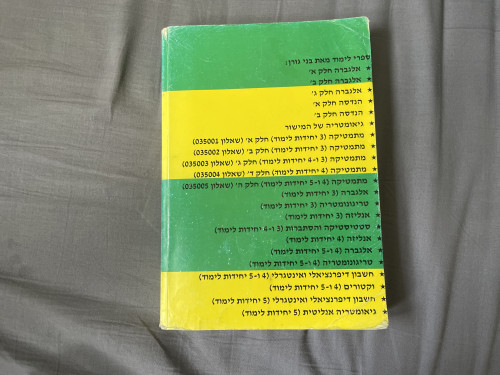 ספרי לימוד מאת בני גורן:
★ אלגברה חלק א'
★ אלגברה חלק ב'
★ אלגברה חלק ג'
★ הנדסה חלק א'
★ הנדסה חלק ב'
★ גיאומטריה של המישור
★ מתמטיקה (3 יחידות לימוד) חלק א' (שאלון 035001)
★ מתמטיקה (3 יחידות לימוד) חלק ב' (שאלון 035002)
★ מתמטיקה (3 ו-4 יחידות לימוד) חלק ג' (שאלון 035003)
★ מתמטיקה (4 יחידות לימוד) חלק ד' (שאלון 035004)
★ מתמטיקה (4 ו-5 יחידות לימוד) חלק ה' (שאלון 035005)
★ אלגברה (3 יחידות לימוד)
★ טריגונומטריה (3 יחידות לימוד)
★ אנליזה (3 יחידות לימוד)
★ סטטיסטיקה והסתברות (3 ו-4 יחידות לימוד)
★ אנליזה (4 יחידות לימוד)
★ אלגברה (4 ו-5 יחידות לימוד)
★ טריגונומטריה (4 ו-5 יחידות לימוד)
★ חשבון דיפרנציאלי ואינטגרלי (4 ו-5 יחידות לימוד)
★ וקטורים (4 ו-5 יחידות לימוד)
★ חשבון דיפרנציאלי ואינטגרלי (5 יחידות לימוד)
★ גיאומטריה אנליטית (5 יחידות לימוד)